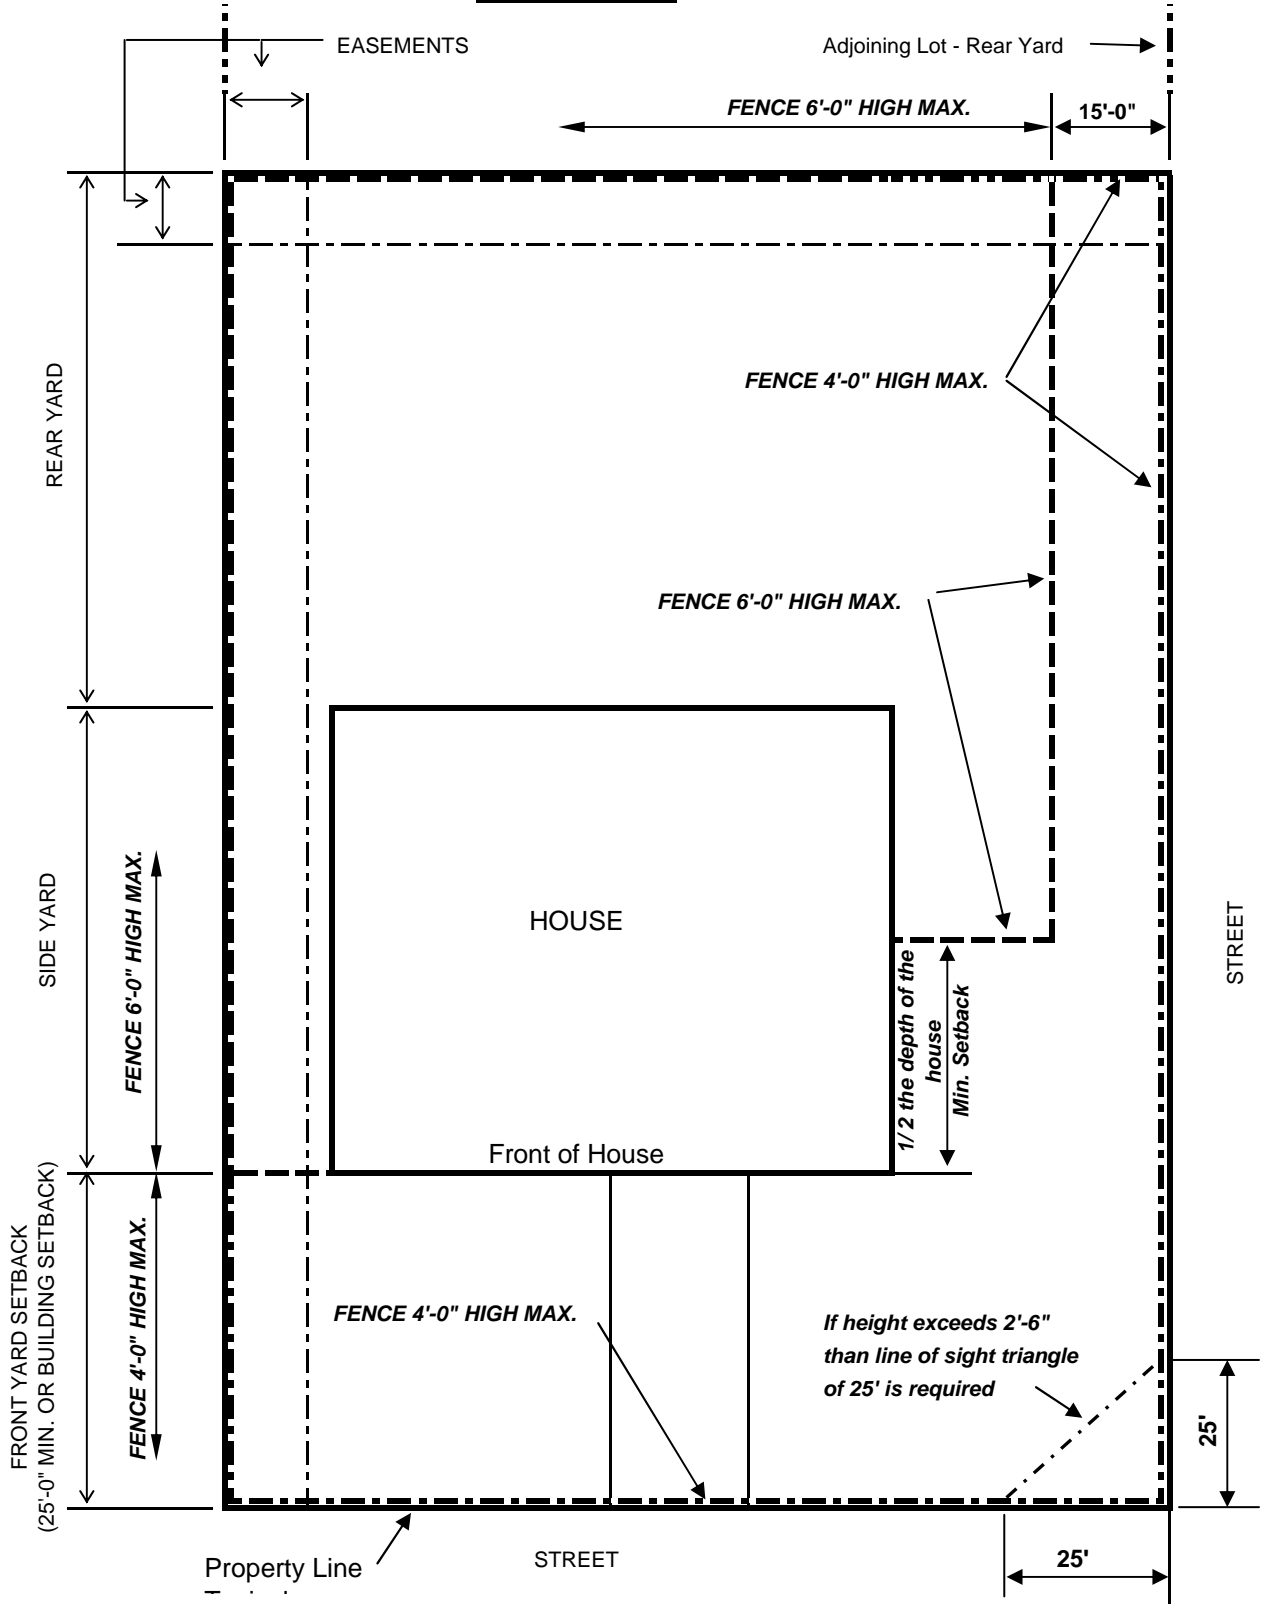 EASEMENTS
Adjoining Lot - Rear Yard
FENCE 6'-0" HIGH MAX.
15'-0"
REAR YARD
FENCE 4'-0" HIGH MAX.
FENCE 6'-0" HIGH MAX.
SIDE YARD
FENCE 6'-0" HIGH MAX.
HOUSE
1/2 the depth of the
house
Min. Setback
STREET
Front of House
FRONT YARD SETBACK
(25'-0" MIN. OR BUILDING SETBACK)
FENCE 4'-0" HIGH MAX.
FENCE 4'-0" HIGH MAX.
If height exceeds 2'-6"
than line of sight triangle
of 25' is required
25'
25'
Property Line
STREET